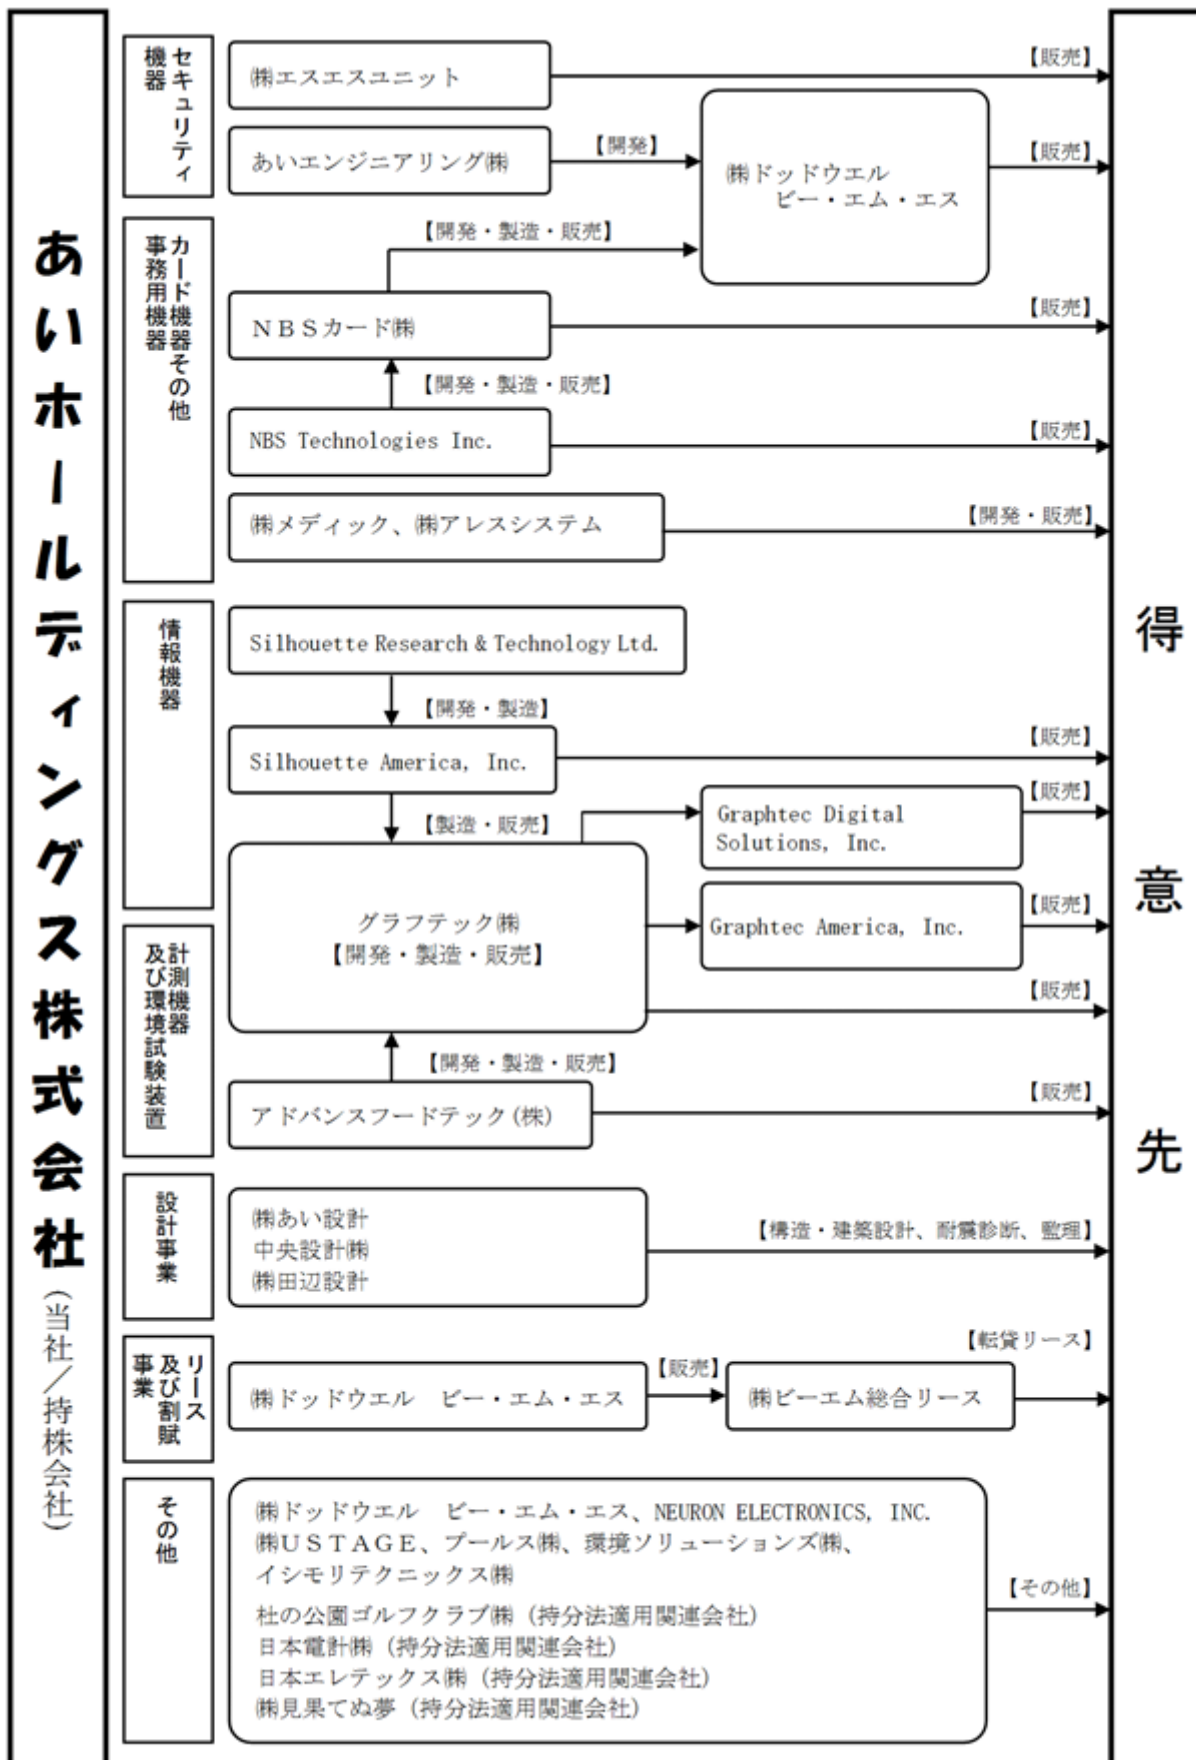 あいホールディングス株式会社(当社/持株会社)
セキュリティ
機器
㈱エスエスユニット
【販売】
あいエンジニアリング㈱
【開発】
㈱ドッドウエル
ビー・エム・エス
【販売】
カード機器その他
事務用機器
【開発・製造・販売】
NBSカード㈱
【販売】
【開発・製造・販売】
NBS Technologies Inc.
【販売】
㈱メディック、㈱アレスシステム
【開発・販売】
情報機器
Silhouette Research & Technology Ltd.
【開発・製造】
Silhouette America, Inc.
【販売】
【製造・販売】
Graphtec Digital
Solutions, Inc.
【販売】
グラフテック㈱
【開発・製造・販売】
Graphtec America, Inc.
【販売】
【販売】
計測機器
及び環境試験装置
【開発・製造・販売】
アドバンスフードテック(株)
【販売】
設計事業
㈱あい設計
中央設計㈱
㈱田辺設計
【構造・建築設計、耐震診断、監理】
リース
及び割賦
事業
㈱ドッドウエル ビー・エム・エス
【販売】
㈱ビーエム総合リース
【転貸リース】
その他
㈱ドッドウエル ビー・エム・エス、NEURON ELECTRONICS, INC.
㈱USTAGE、プールス㈱、環境ソリューションズ㈱、
イシモリテクニックス㈱
杜の公園ゴルフクラブ㈱(持分法適用関連会社)
日本電計㈱(持分法適用関連会社)
日本エレテックス㈱(持分法適用関連会社)
㈱見果てぬ夢(持分法適用関連会社)
【その他】
得意先